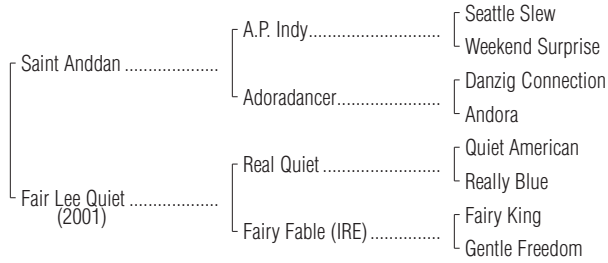 Seattle Slew
A.P. Indy..............................
Weekend Surprise
Saint Anddan ....................
Danzig Connection
Adoradancer......................
Andora
Quiet American
Real Quiet .........................
Really Blue
Fair Lee Quiet ...................
(2001)
Fairy King
Fairy Fable (IRE)...............
Gentle Freedom